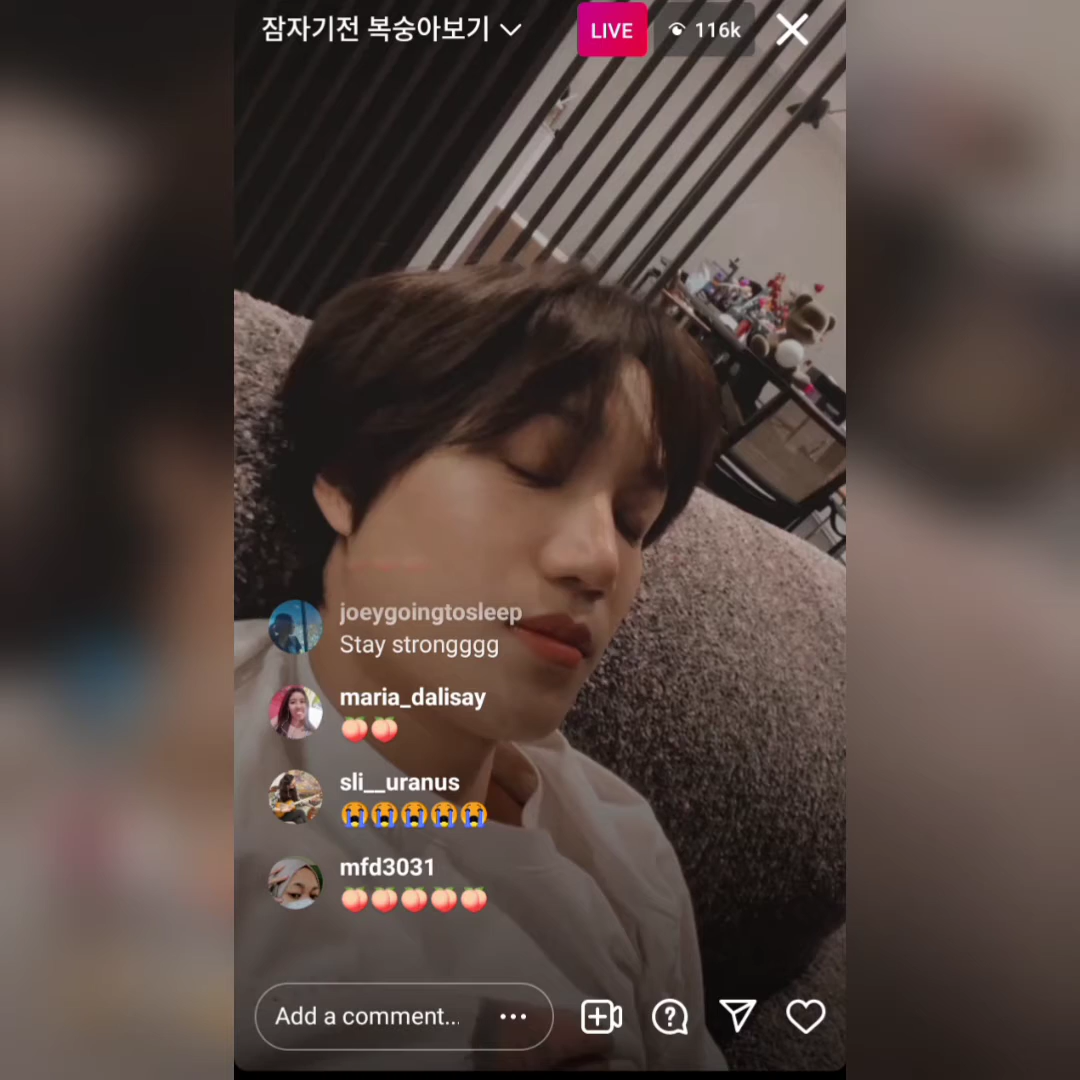 잠자기전 복숭아보기
LIVE
116k
joeygoingtosleep
Stay strongggg
maria_dalisay
🍑🍑
sli__uranus
😭😭😭😭😭
mfd3031
🍑🍑🍑🍑🍑
Add a comment...